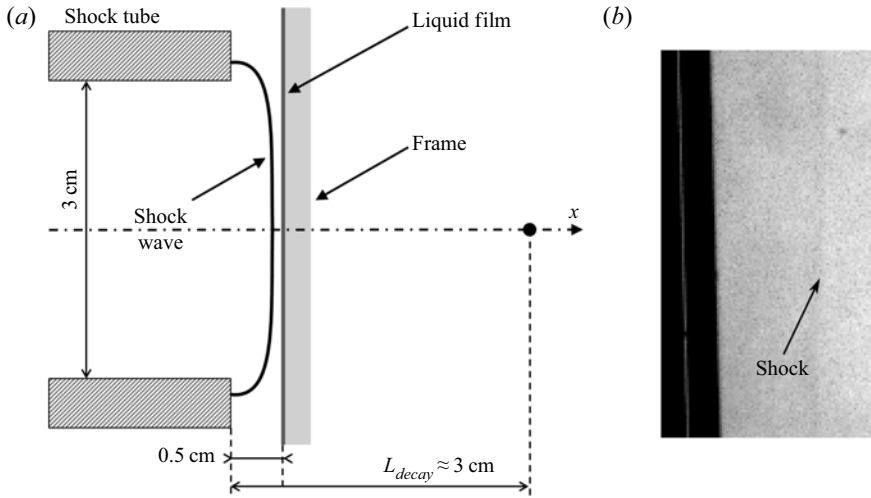 (a)
Shock tube
Liquid film
Frame
3 cm
Shock
wave
x
0.5 cm
L_decay ≈ 3 cm
(b)
Shock